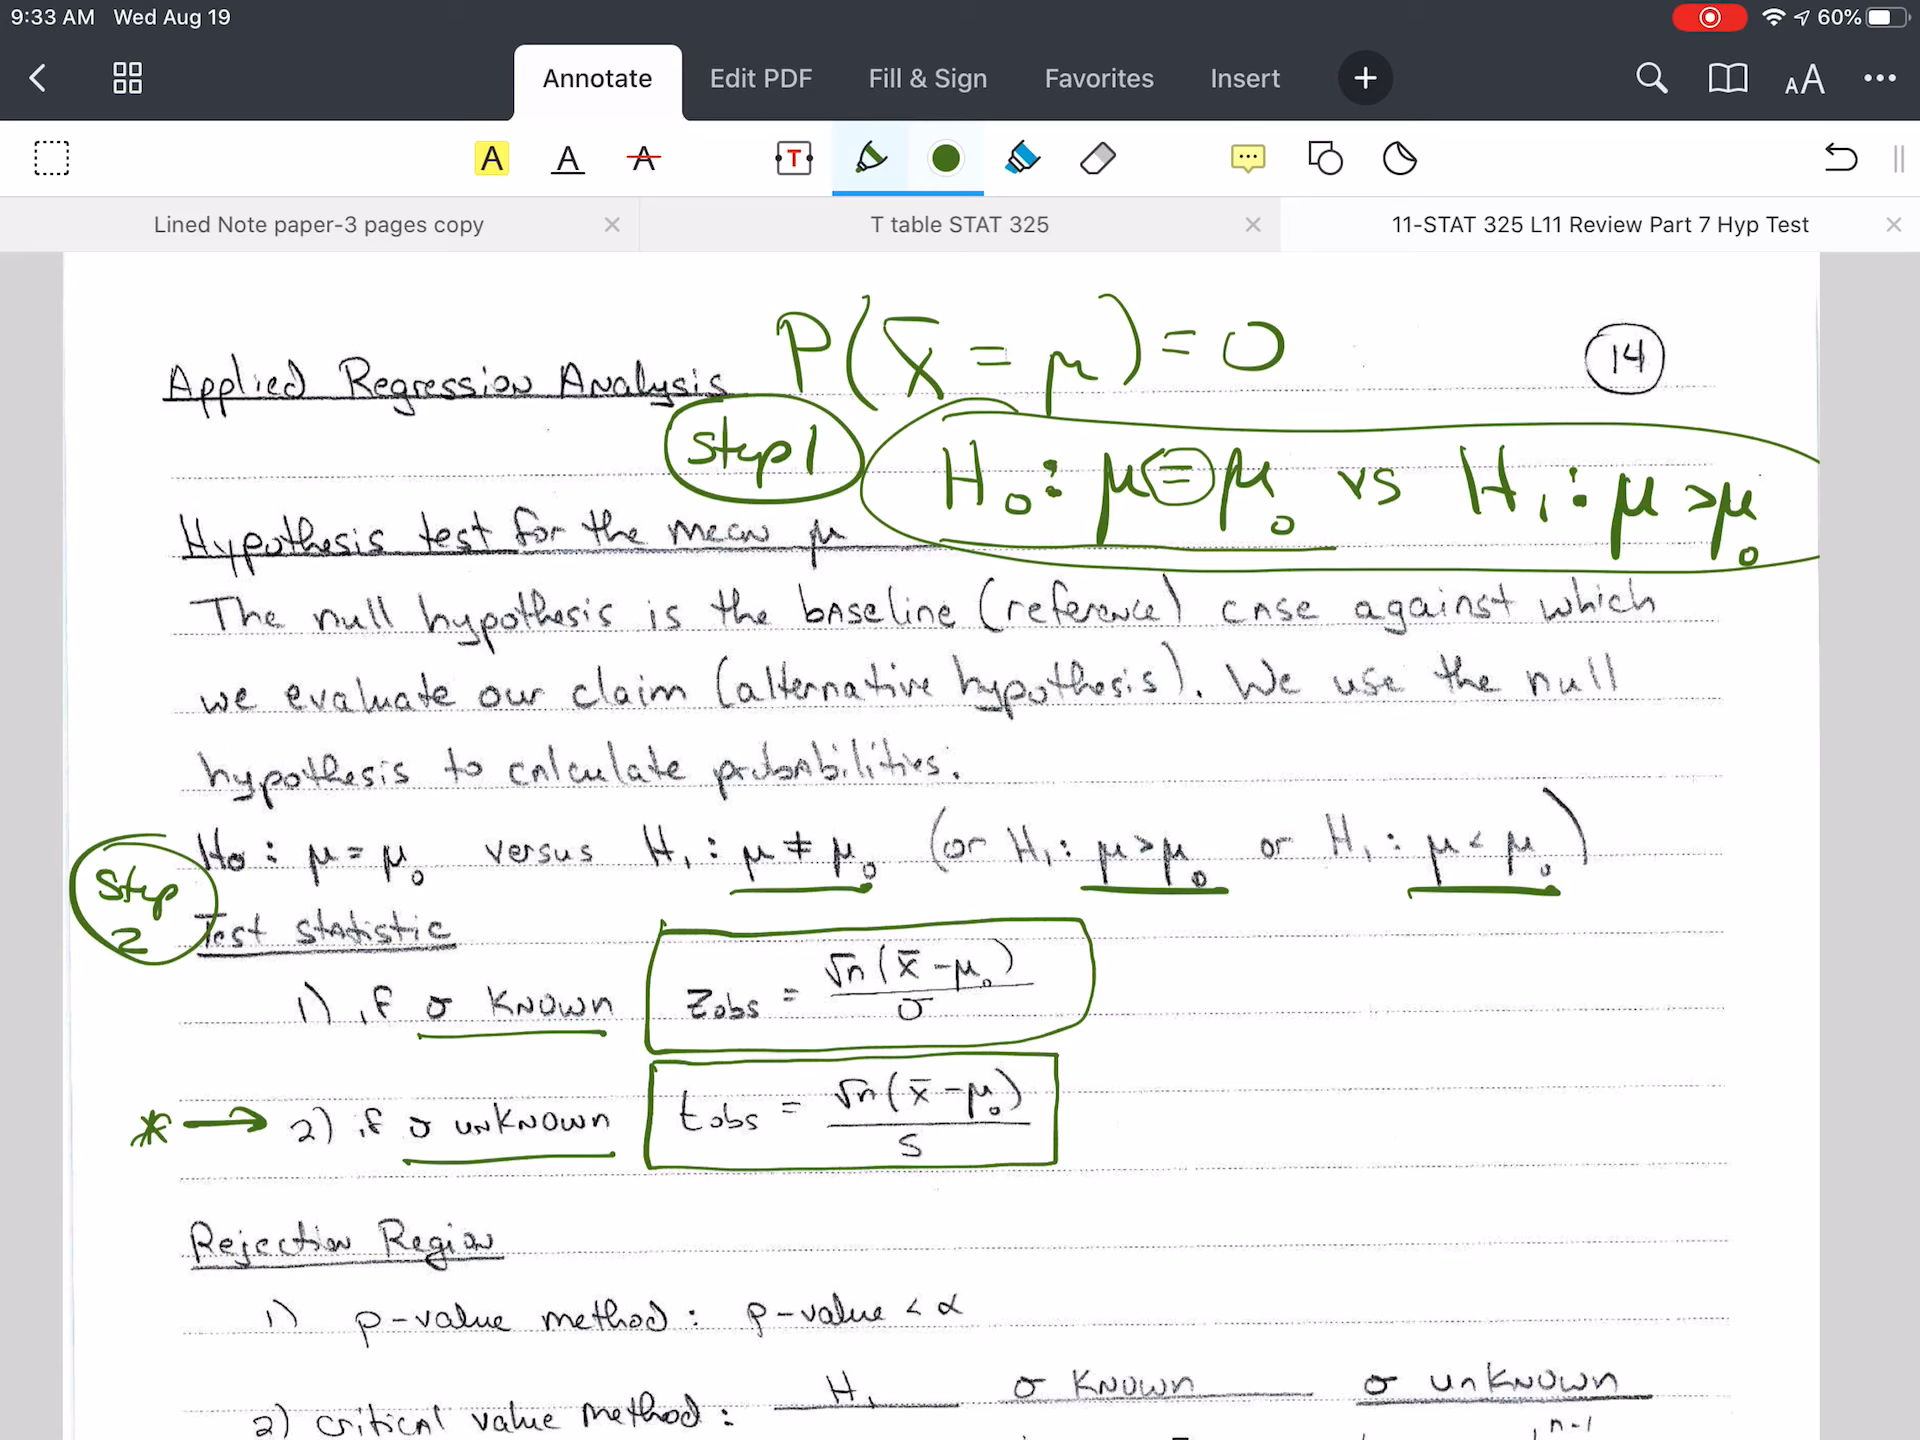 9:33 AM Wed Aug 19 60%
Annotate Edit PDF Fill & Sign Favorites Insert
Lined Note paper-3 pages copy T table STAT 325 11-STAT 325 L11 Review Part 7 Hyp Test
P(x̄ = μ) = 0
Applied Regression Analysis 14
Step 1 H₀: μ = μ₀ vs H₁: μ > μ₀
Hypothesis test for the mean μ
The null hypothesis is the baseline (reference) case against which
we evaluate our claim (alternative hypothesis). We use the null
hypothesis to calculate probabilities.
H₀: μ = μ₀ versus H₁: μ ≠ μ₀ (or H₁: μ > μ₀ or H₁: μ < μ₀)
Step 2
Test statistic
1) if σ known z obs = √n (x̄ - μ₀) / σ
* → 2) if σ unknown t obs = √n (x̄ - μ₀) / s
Rejection Region
1) p-value method: p-value < α
2) critical value method: H₁ σ known σ unknown
n-1